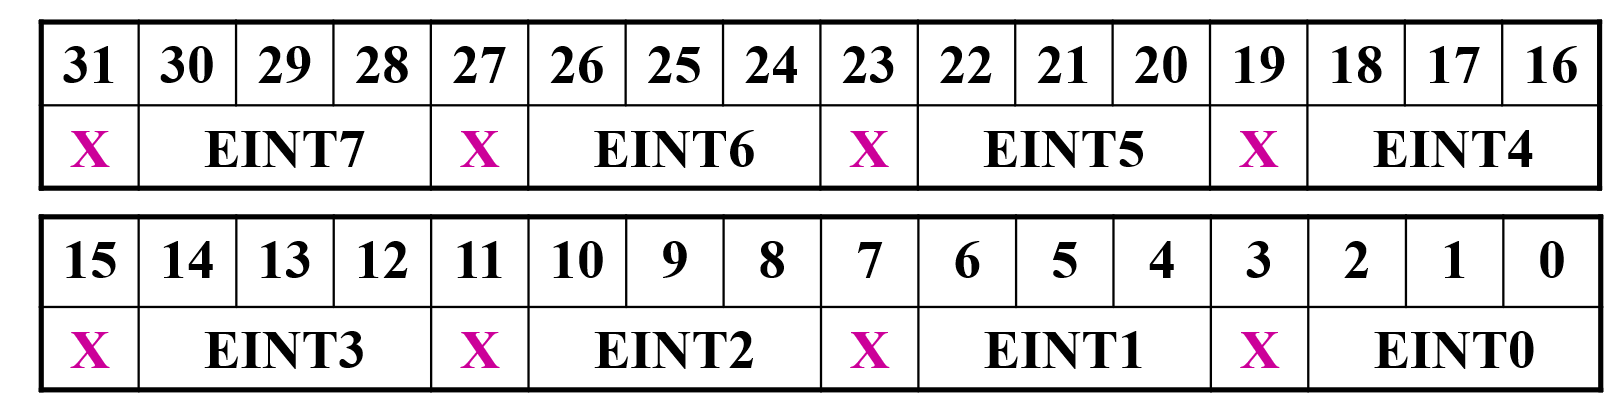 31 30 29 28 27 26 25 24 23 22 21 20 19 18 17 16
X EINT7 X EINT6 X EINT5 X EINT4
15 14 13 12 11 10 9 8 7 6 5 4 3 2 1 0
X EINT3 X EINT2 X EINT1 X EINT0